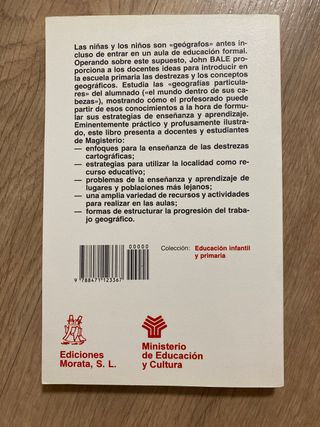 Las niñas y los niños son «geógrafos» antes in-
cluso de entrar en un aula de educación formal.
Operando sobre este supuesto, John BALE pro-
porciona a los docentes ideas para introducir en
la escuela primaria las destrezas y los conceptos
geográficos. Estudia las «geografías particula-
res» del alumnado («el mundo dentro de sus ca-
bezas»), mostrando cómo el profesorado puede
partir de esos conocimientos a la hora de formu-
lar sus estrategias de enseñanza y aprendizaje.
Eminentemente práctico y profusamente ilustra-
do, este libro presenta a docentes y estudiantes
de Magisterio:
— enfoques para la enseñanza de las destrezas
cartográficas;
— estrategias para utilizar la localidad como re-
curso educativo;
— problemas de la enseñanza y aprendizaje de
lugares y poblaciones más lejanos;
— una amplia variedad de recursos y actividades
para realizar en las aulas;
— formas de estructurar la progresión del traba-
jo geográfico.
00000
9 788471 123367
Colección: Educación infantil
y primaria
Ediciones
Morata, S. L.
Ministerio
de Educación
y Cultura